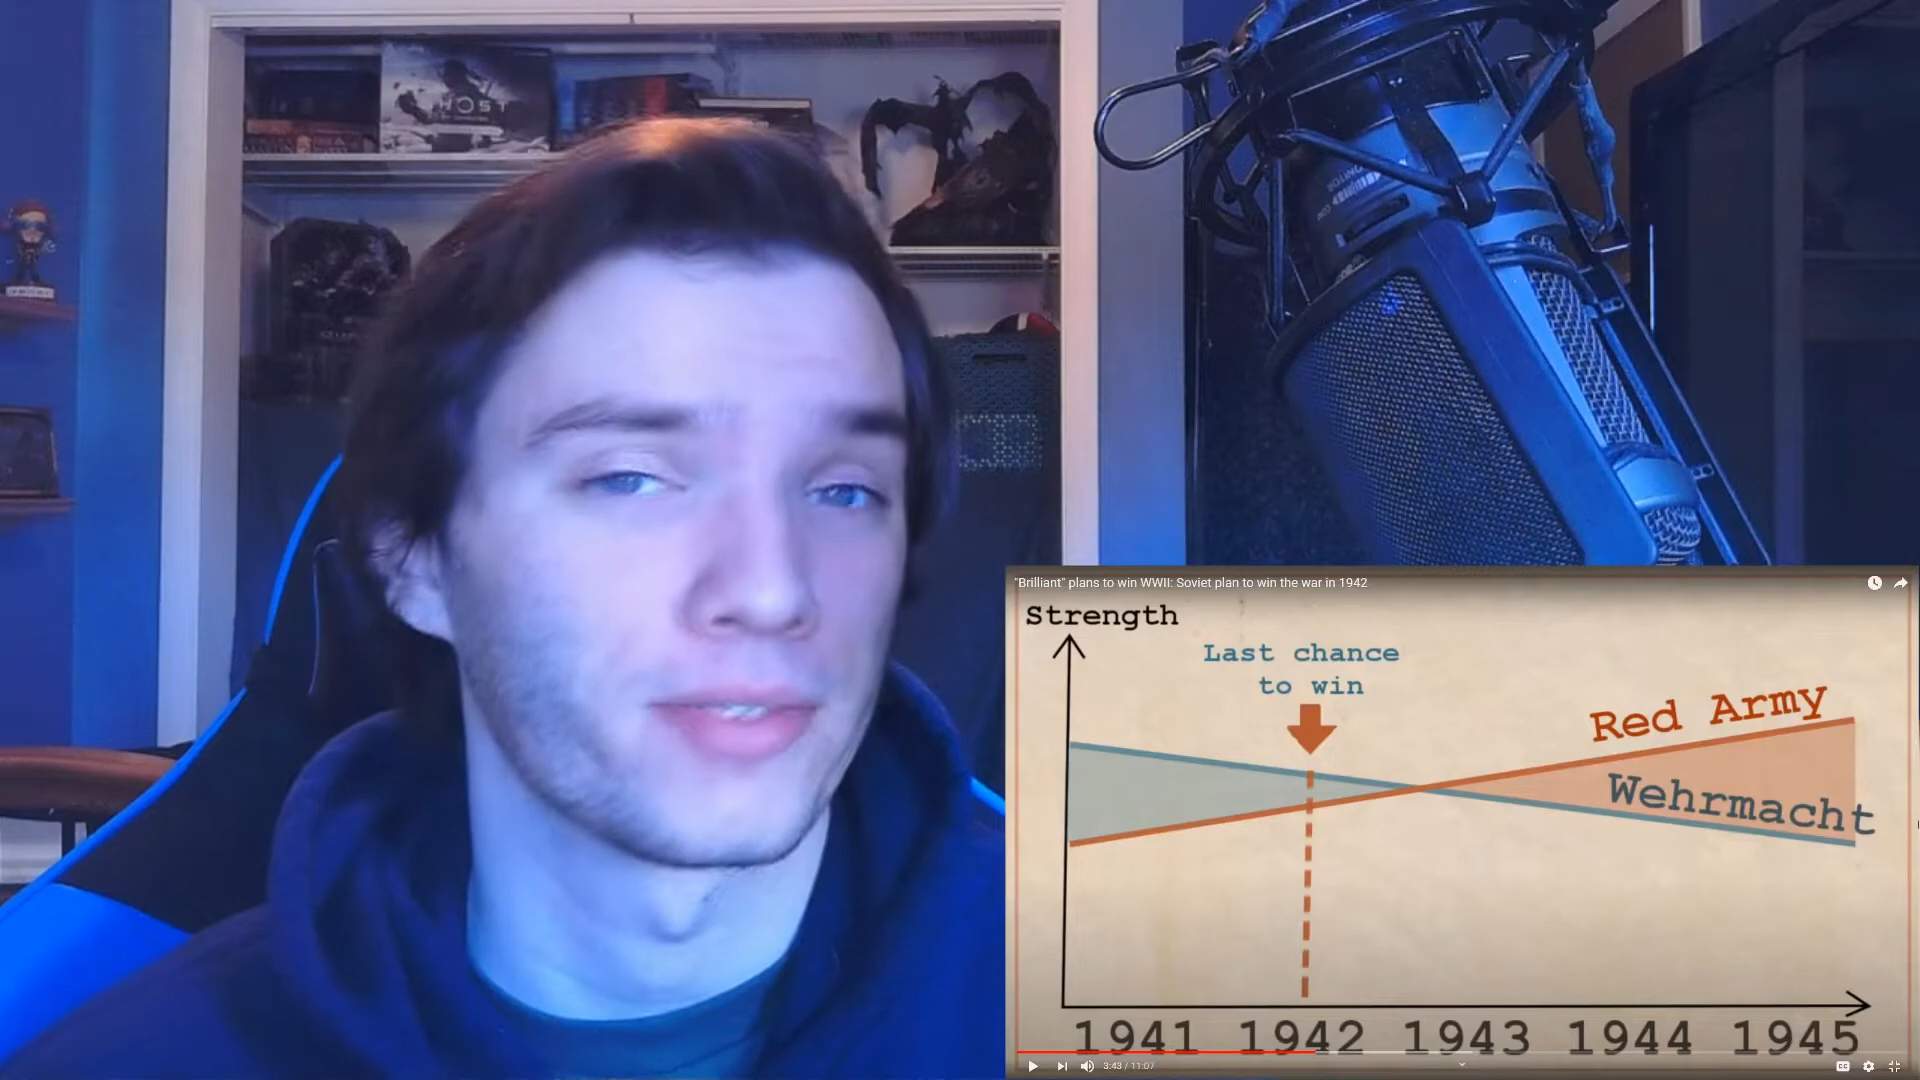 HOST
"Brilliant" plans to win WWII: Soviet plan to win the war in 1942
Strength
Last chance
to win
Red Army
Wehrmacht
1941 1942 1943 1944 1945
3:43 / 11:07